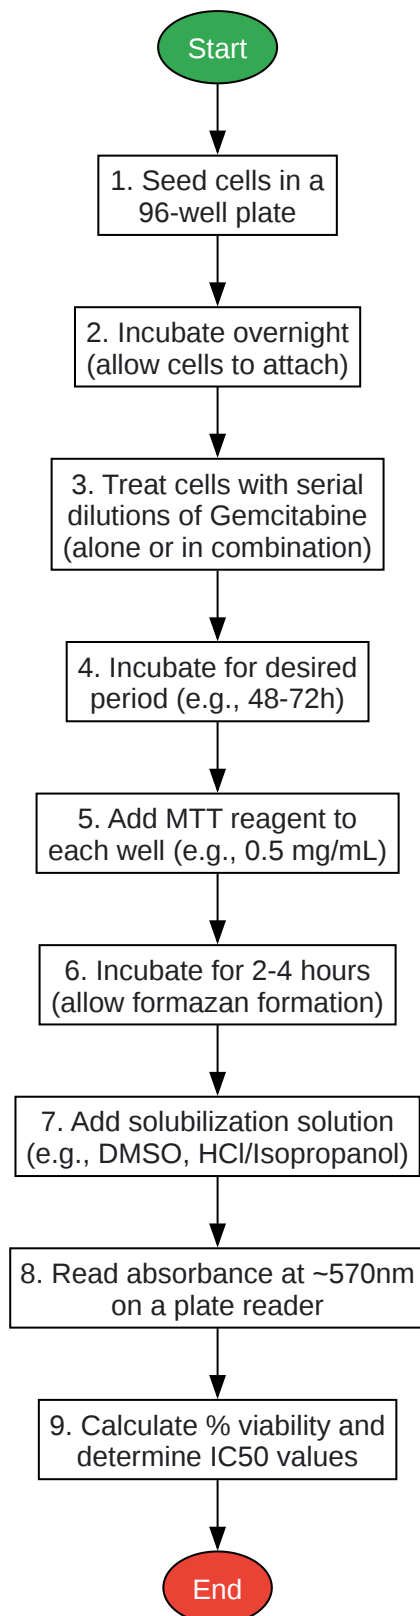 Start
1. Seed cells in a
96-well plate
2. Incubate overnight
(allow cells to attach)
3. Treat cells with serial
dilutions of Gemcitabine
(alone or in combination)
4. Incubate for desired
period (e.g., 48-72h)
5. Add MTT reagent to
each well (e.g., 0.5 mg/mL)
6. Incubate for 2-4 hours
(allow formazan formation)
7. Add solubilization solution
(e.g., DMSO, HCl/Isopropanol)
8. Read absorbance at ~570nm
on a plate reader
9. Calculate % viability and
determine IC50 values
End